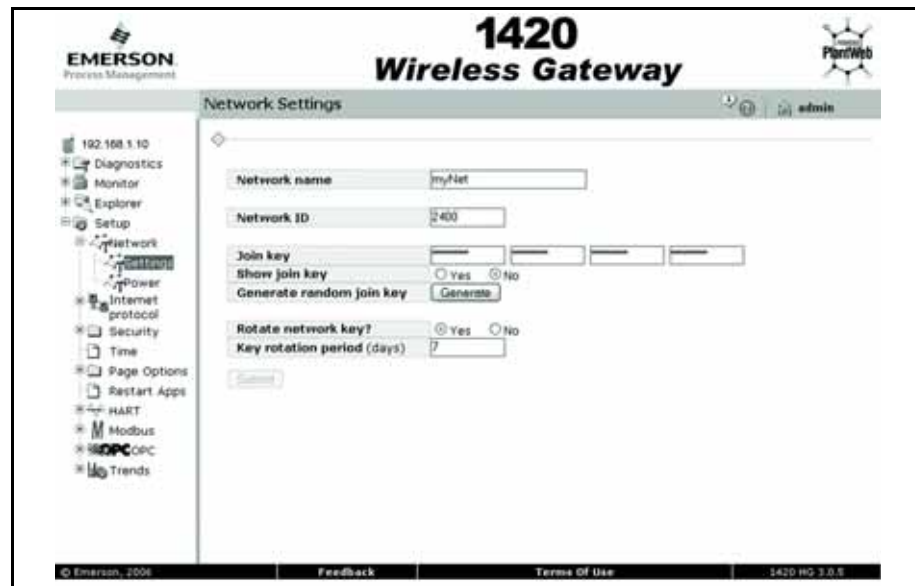 EMERSON
Process Management
1420
Wireless Gateway
PlantWeb
Network Settings
admin
192.168.1.10
Diagnostics
Monitor
Explorer
Setup
Network
Settings
Power
Internet
protocol
Security
Time
Page Options
Restart Apps
HART
Modbus
OPC OPC
Trends
Network name myNet
Network ID 2400
Join key
Show join key Yes No
Generate random join key Generate
Rotate network key? Yes No
Key rotation period (days) 7
Submit
© Emerson, 2006 Feedback Terms Of Use 1420 HG 3.0.5